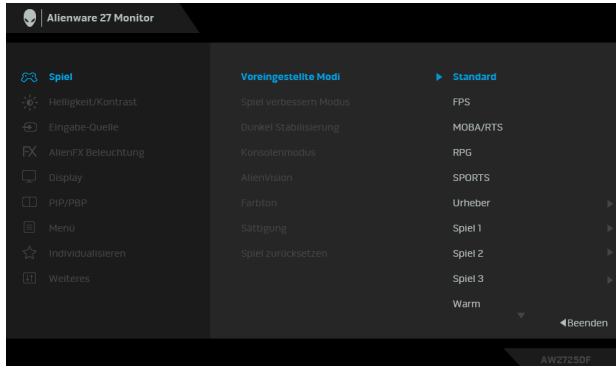 Alienware 27 Monitor
Spiel
Helligkeit/Kontrast
Eingabe-Quelle
AlienFX Beleuchtung
Display
PIP/PBP
Menü
Individualisieren
Weiteres
Voreingestellte Modi
Spiel verbessern Modus
Dunkel Stabilisierung
Konsolenmodus
AlienVision
Farbton
Sättigung
Spiel zurücksetzen
Standard
FPS
MOBA/RTS
RPG
SPORTS
Urheber
Spiel 1
Spiel 2
Spiel 3
Warm
Beenden
AW2725DF